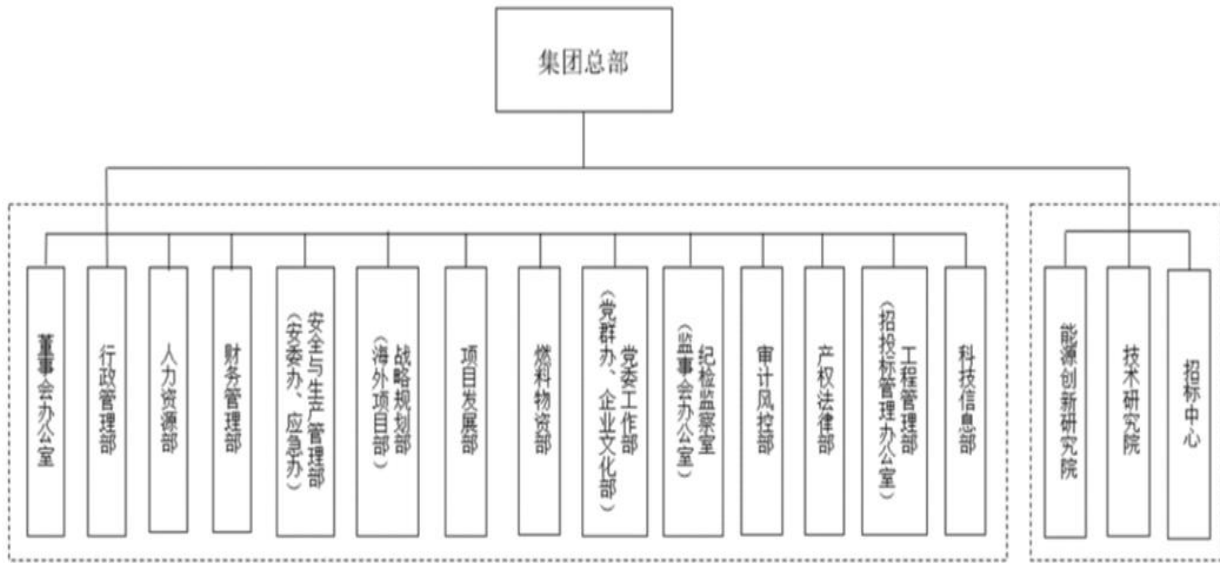 集团总部
董事会办公室
行政管理部
人力资源部
财务管理部
安全与生产管理部
（安委办、应急办）
战略规划部
（海外项目部）
项目发展部
燃料物资部
党委工作部
（党群办、企业文化部）
纪检监察室
（监事会办公室）
审计风控部
产权法律部
工程管理部
（招投标管理办公室）
科技信息部
能源创新研究院
技术研究院
招标中心